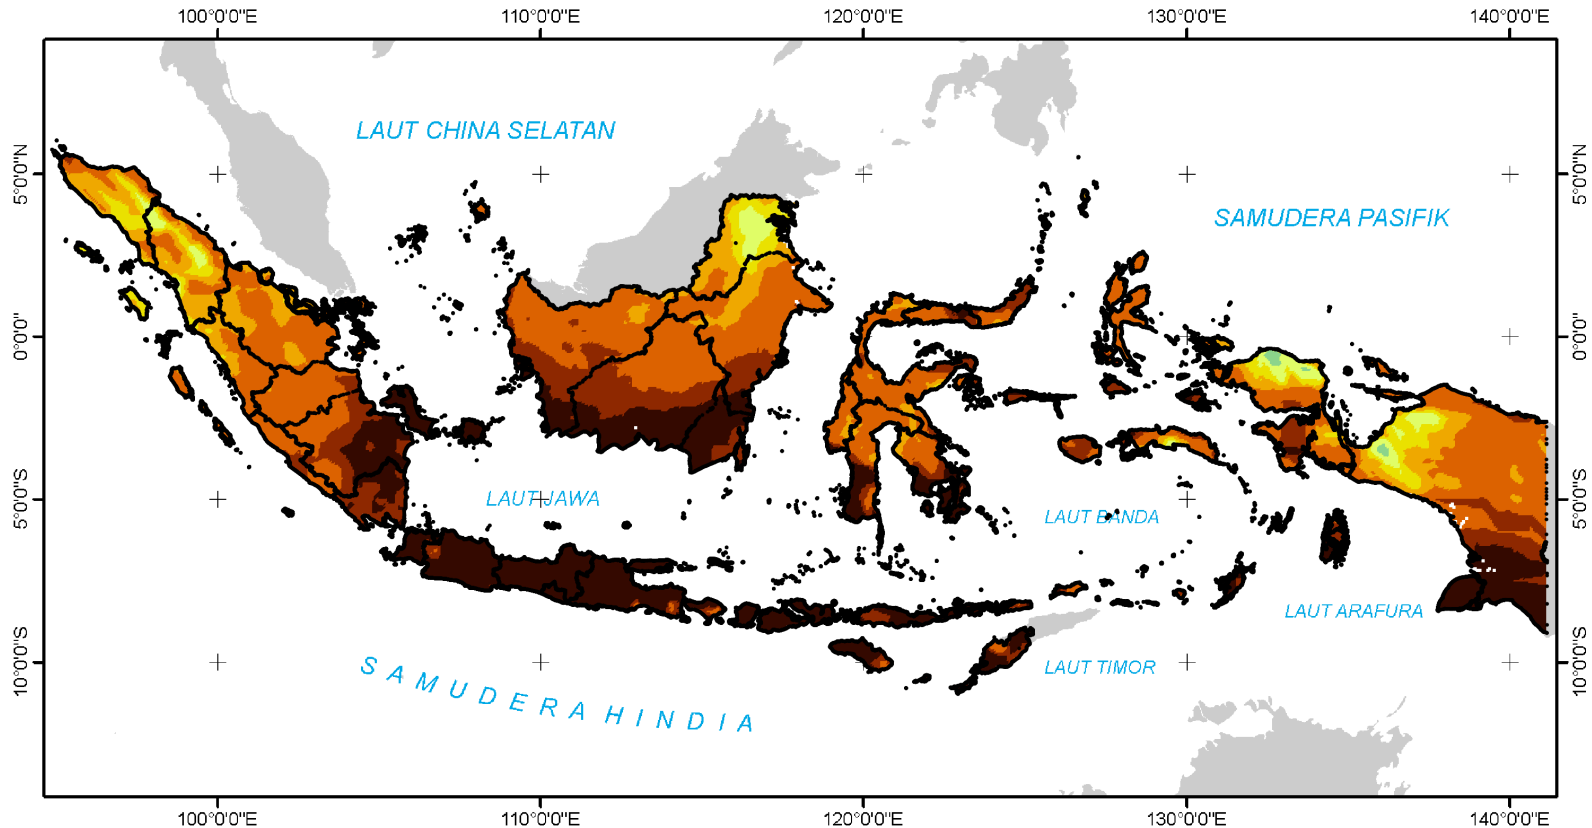 100°0'0"E 110°0'0"E 120°0'0"E 130°0'0"E 140°0'0"E
LAUT CHINA SELATAN
5°0'0"N 5°0'0"N
SAMUDERA PASIFIK
0°0'0" 0°0'0"
LAUT JAWA
5°0'0"S 5°0'0"S
LAUT BANDA
LAUT ARAFURA
10°0'0"S 10°0'0"S
LAUT TIMOR
SAMUDERA HINDIA
100°0'0"E 110°0'0"E 120°0'0"E 130°0'0"E 140°0'0"E